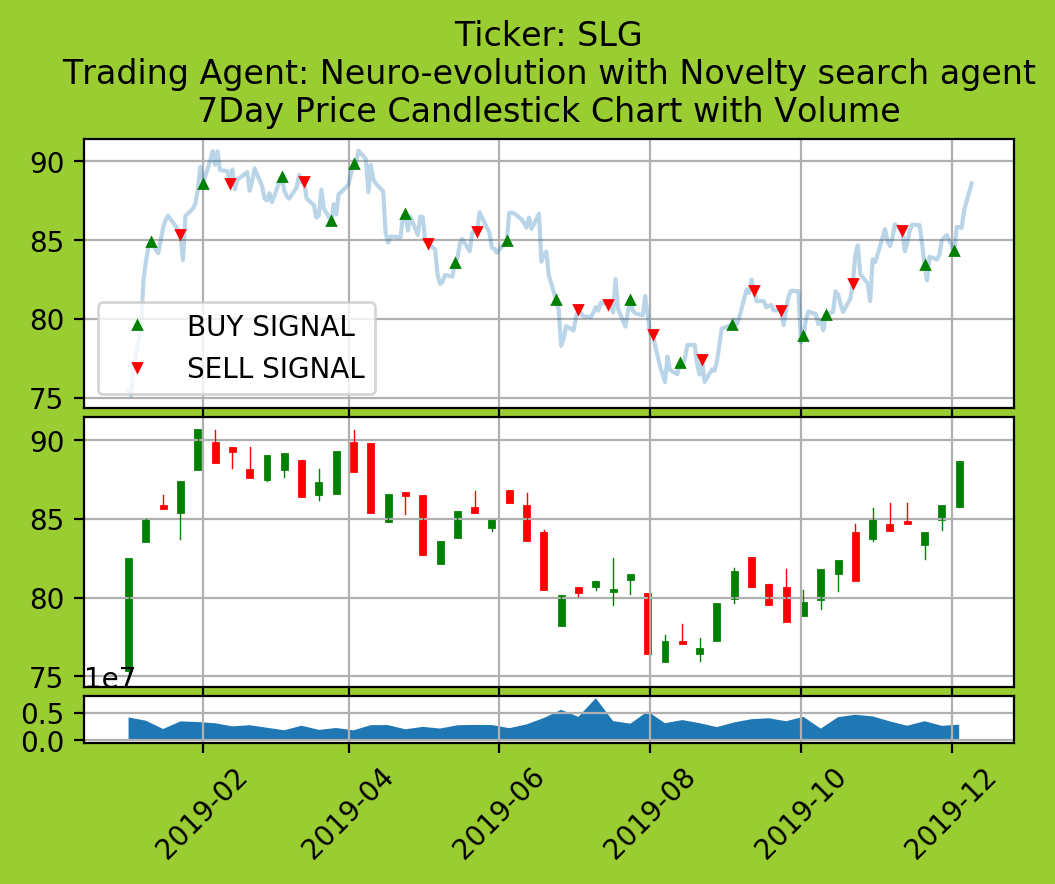 Ticker: SLG
Trading Agent: Neuro-evolution with Novelty search agent
7Day Price Candlestick Chart with Volume
90
85
80
75
BUY SIGNAL
SELL SIGNAL
90
85
80
75
1e7
0.5
0.0
2019-02
2019-04
2019-06
2019-08
2019-10
2019-12